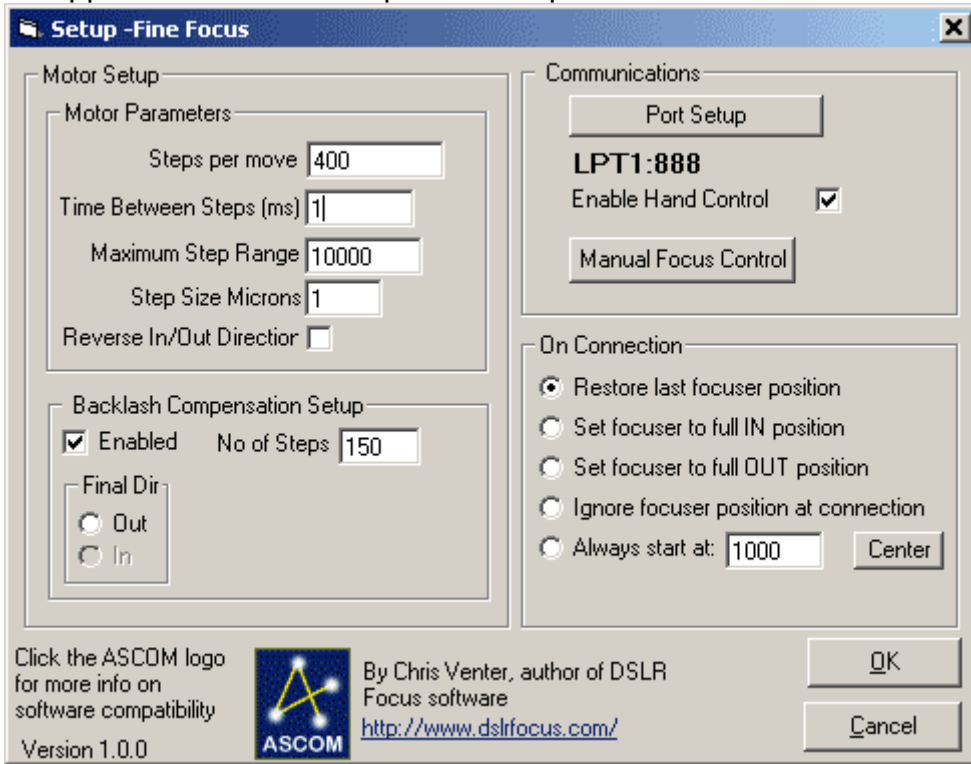 Setup -Fine Focus
Motor Setup
Motor Parameters
Steps per move 400
Time Between Steps (ms) 1
Maximum Step Range 10000
Step Size Microns 1
Reverse In/Out Direction
Backlash Compensation Setup
Enabled No of Steps 150
Final Dir
Out
In
Communications
Port Setup
LPT1:888
Enable Hand Control
Manual Focus Control
On Connection
Restore last focuser position
Set focuser to full IN position
Set focuser to full OUT position
Ignore focuser position at connection
Always start at: 1000 Center
Click the ASCOM logo
for more info on
software compatibility
Version 1.0.0
ASCOM
By Chris Venter, author of DSLR
Focus software
http://www.dslrfocus.com/
OK
Cancel